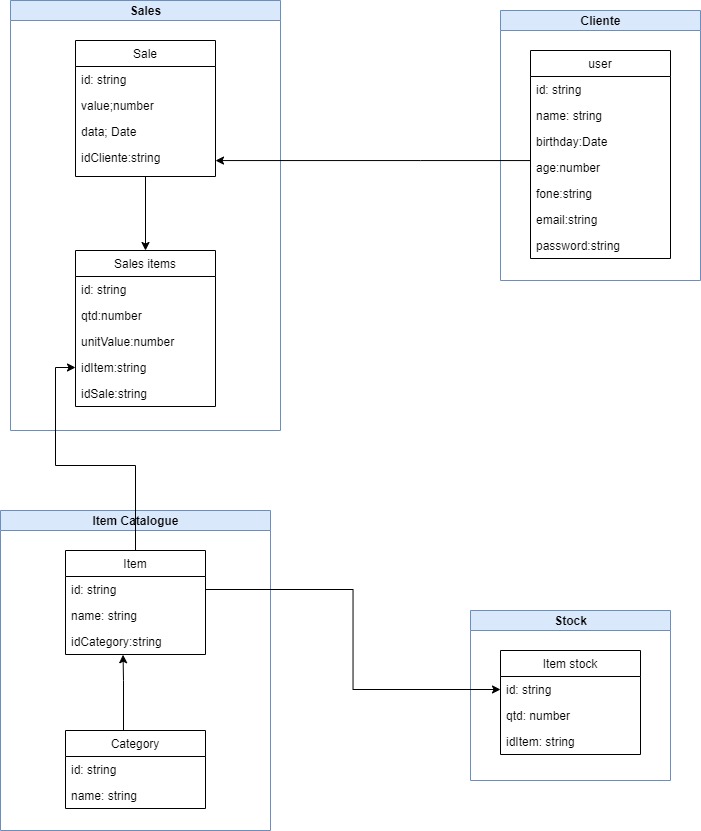 Sales
Sale
id: string
value;number
data; Date
idCliente:string
Sales items
id: string
qtd:number
unitValue:number
idItem:string
idSale:string
Cliente
user
id: string
name: string
birthday:Date
age:number
fone:string
email:string
password:string
Item Catalogue
Item
id: string
name: string
idCategory:string
Category
id: string
name: string
Stock
Item stock
id: string
qtd: number
idItem: string